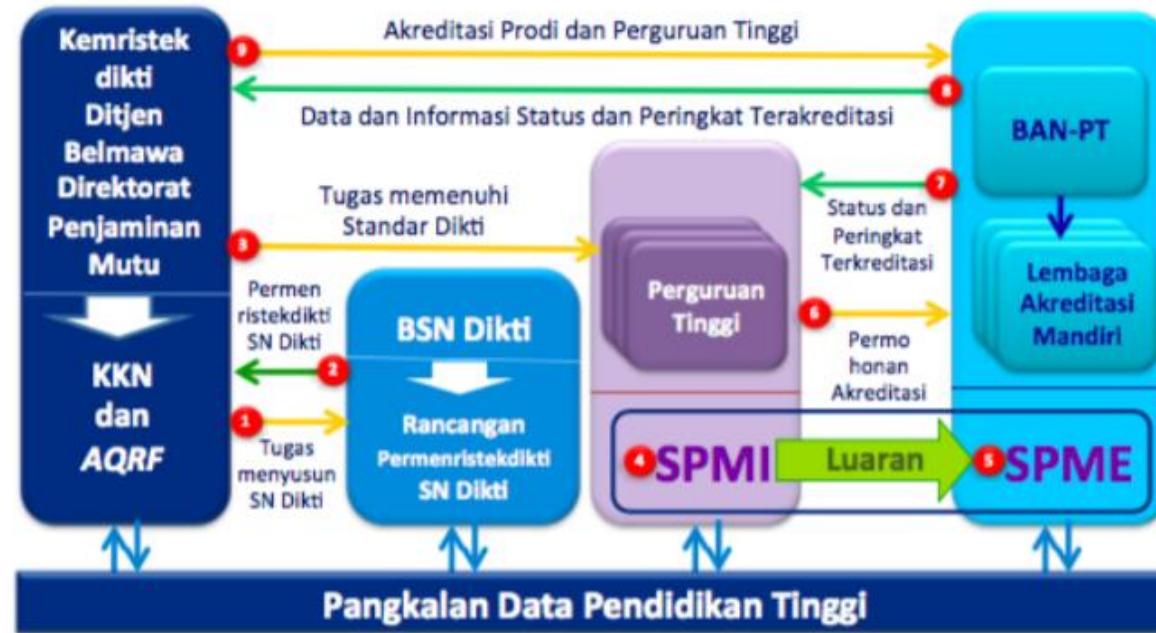 Kemristek
dikti
Ditjen
Belmawa
Direktorat
Penjaminan
Mutu
KKN
dan
AQRF
9
Akreditasi Prodi dan Perguruan Tinggi
8
Data dan Informasi Status dan Peringkat Terakreditasi
Tugas memenuhi
Standar Dikti
3
Permen
ristekdikti
SN Dikti
2
1
Tugas
menyusun
SN Dikti
BSN Dikti
Rancangan
Permenristekdikti
SN Dikti
Perguruan
Tinggi
7
Status dan
Peringkat
Terkreditasi
6
Permo
honan
Akreditasi
BAN-PT
Lembaga
Akreditasi
Mandiri
4
SPMI
Luaran
5
SPME
Pangkalan Data Pendidikan Tinggi